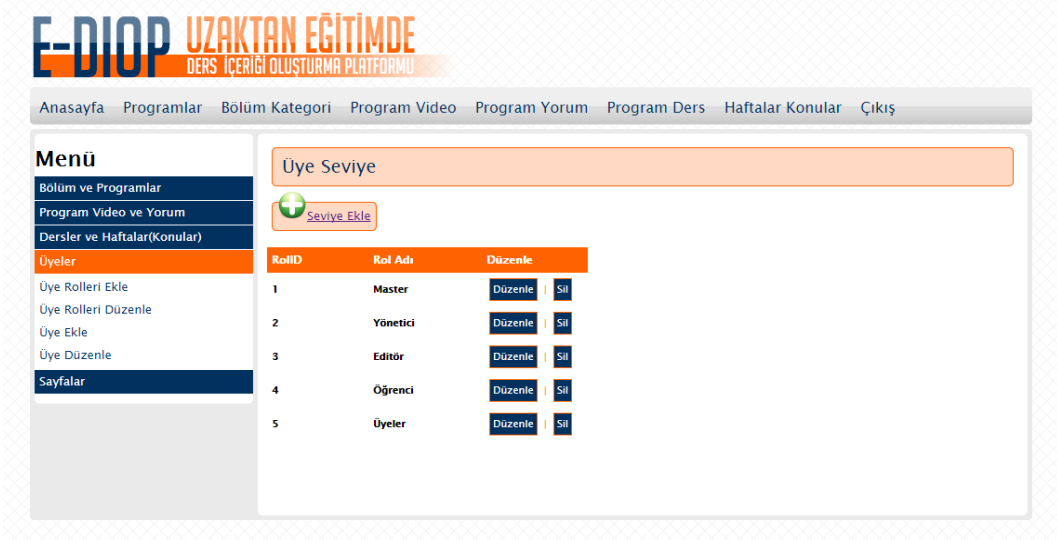 E-DIOP UZAKTAN EĞİTİMDE
DERS İÇERİĞİ OLUŞTURMA PLATFORMU
Anasayfa Programlar Bölüm Kategori Program Video Program Yorum Program Ders Haftalar Konular Çıkış
Menü
Bölüm ve Programlar
Program Video ve Yorum
Dersler ve Haftalar(Konular)
Üyeler
Üye Rolleri Ekle
Üye Rolleri Düzenle
Üye Ekle
Üye Düzenle
Sayfalar
Üye Seviye
Seviye Ekle
RolID Rol Adı Düzenle
1 Master Düzenle | Sil
2 Yönetici Düzenle | Sil
3 Editör Düzenle | Sil
4 Öğrenci Düzenle | Sil
5 Üyeler Düzenle | Sil